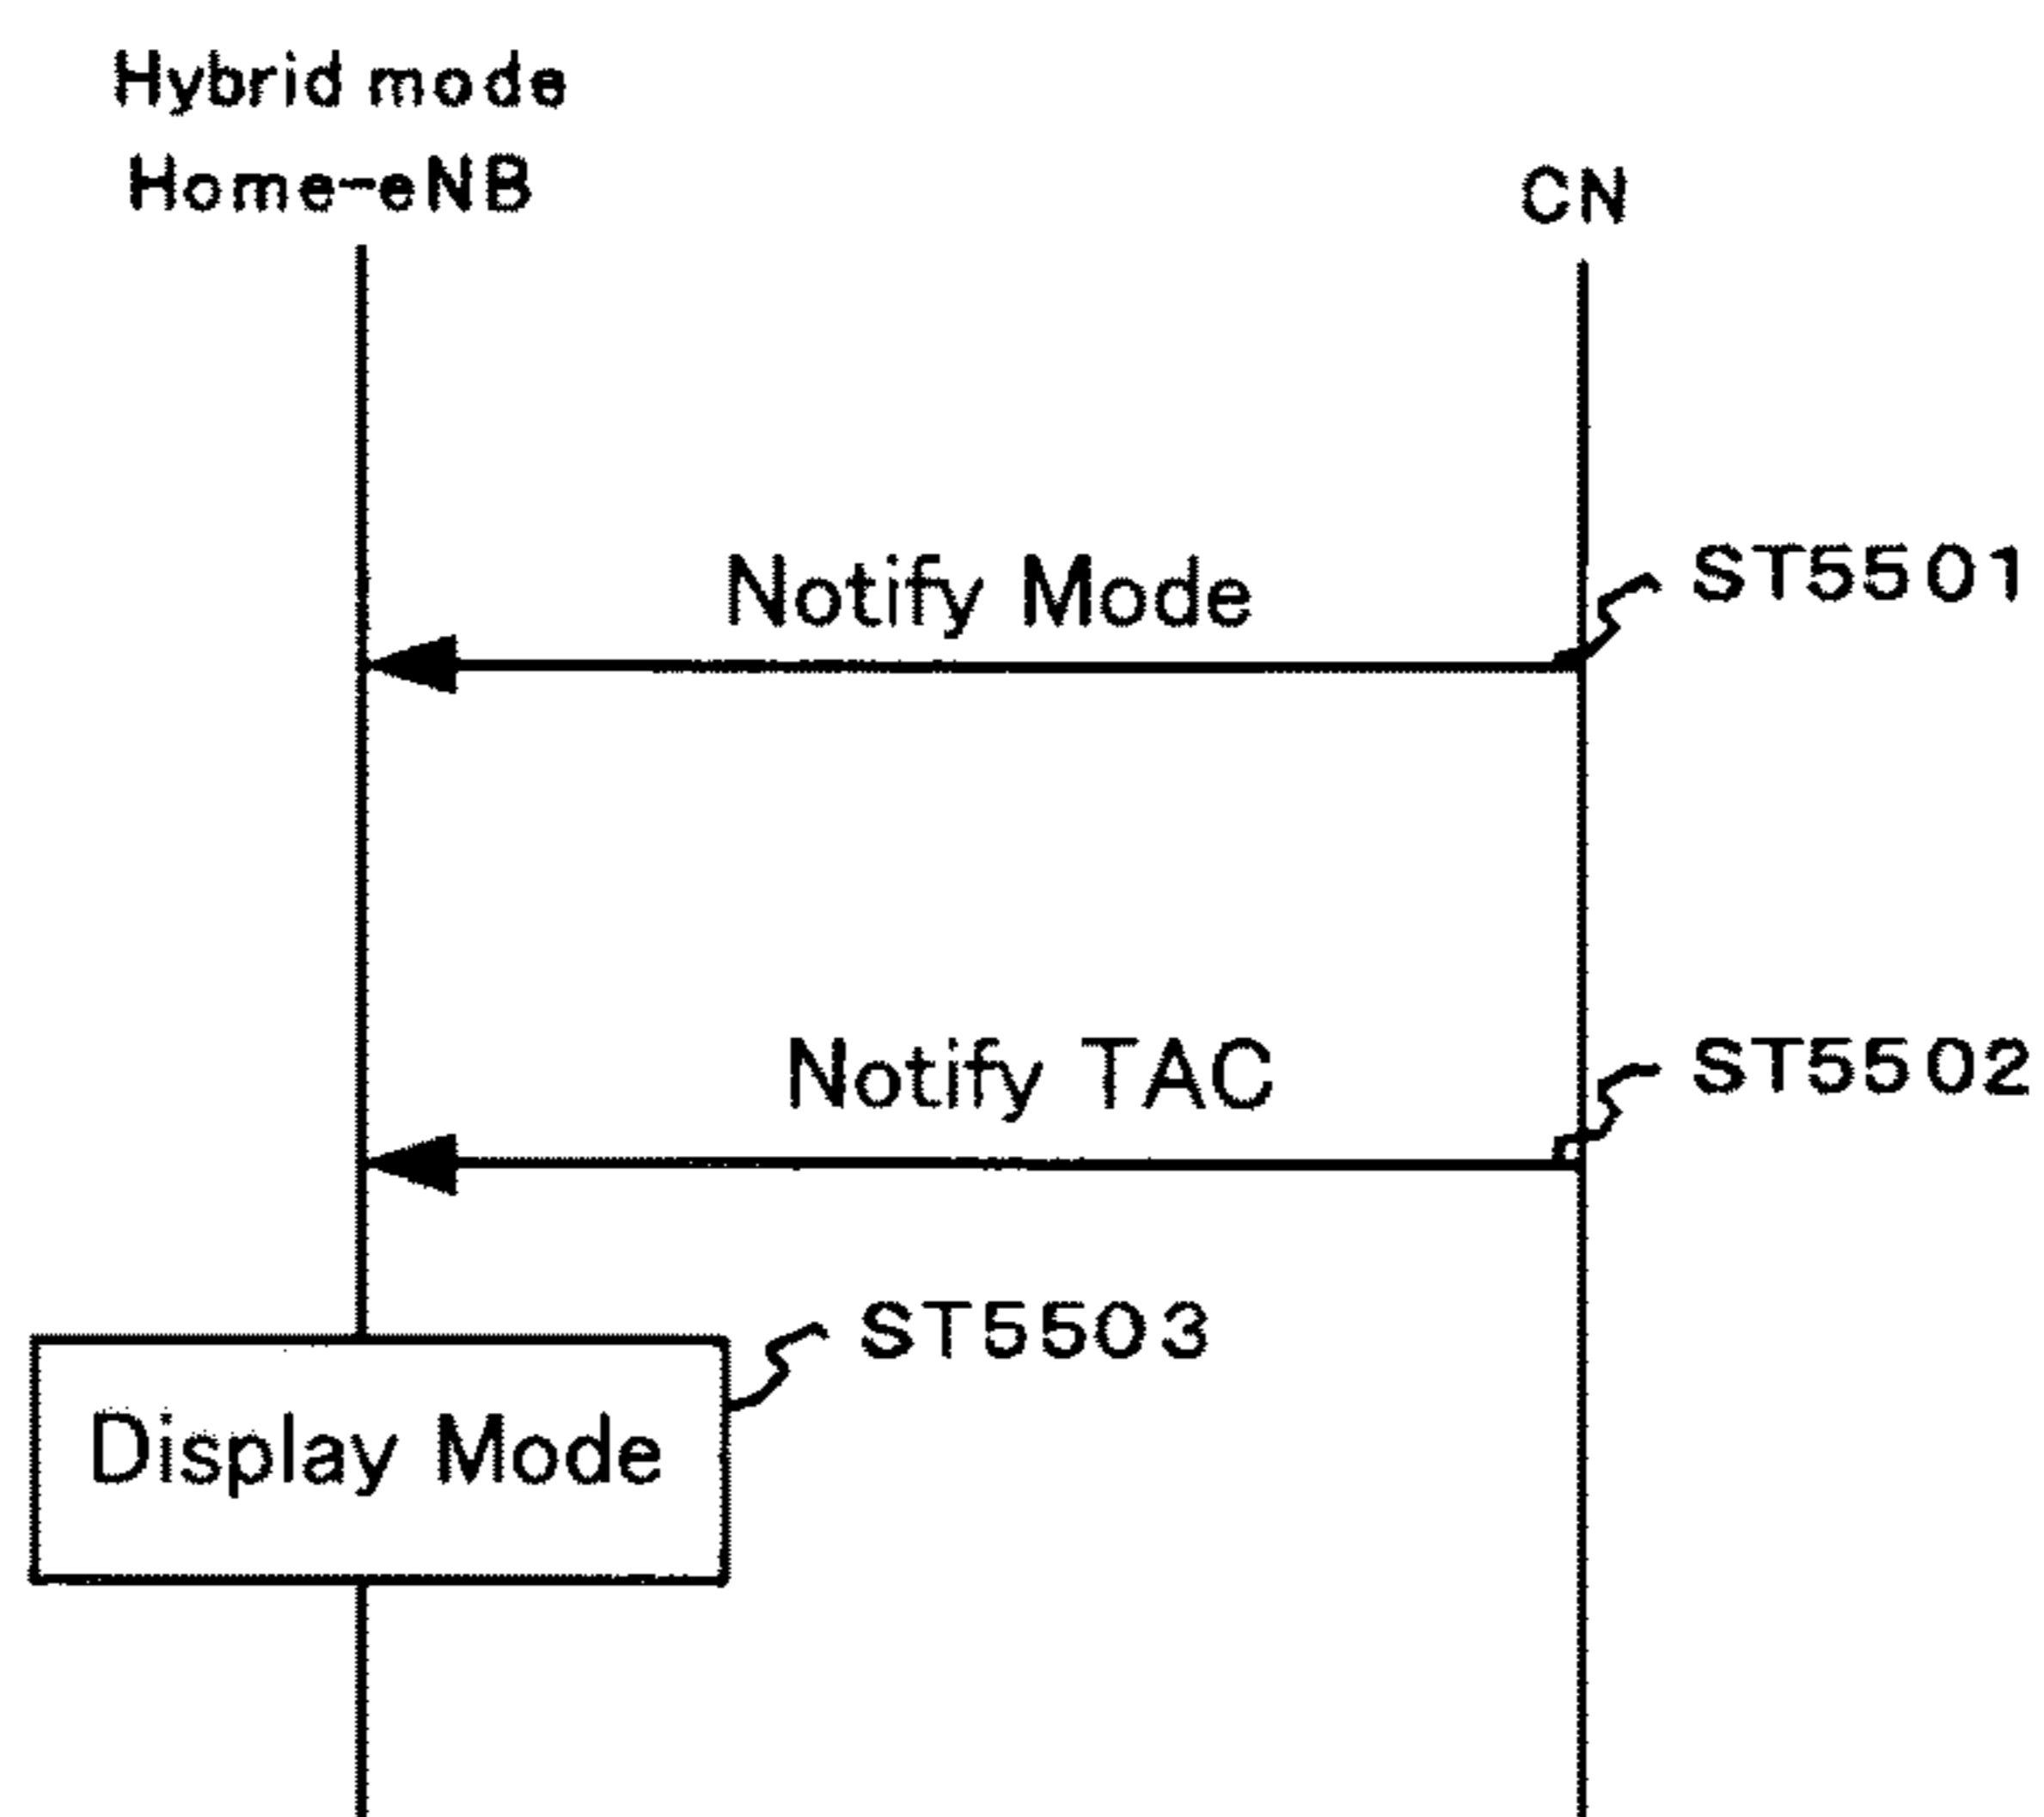 Hybrid mode
Home-eNB
CN
Notify Mode
ST5501
Notify TAC
ST5502
ST5503
Display Mode